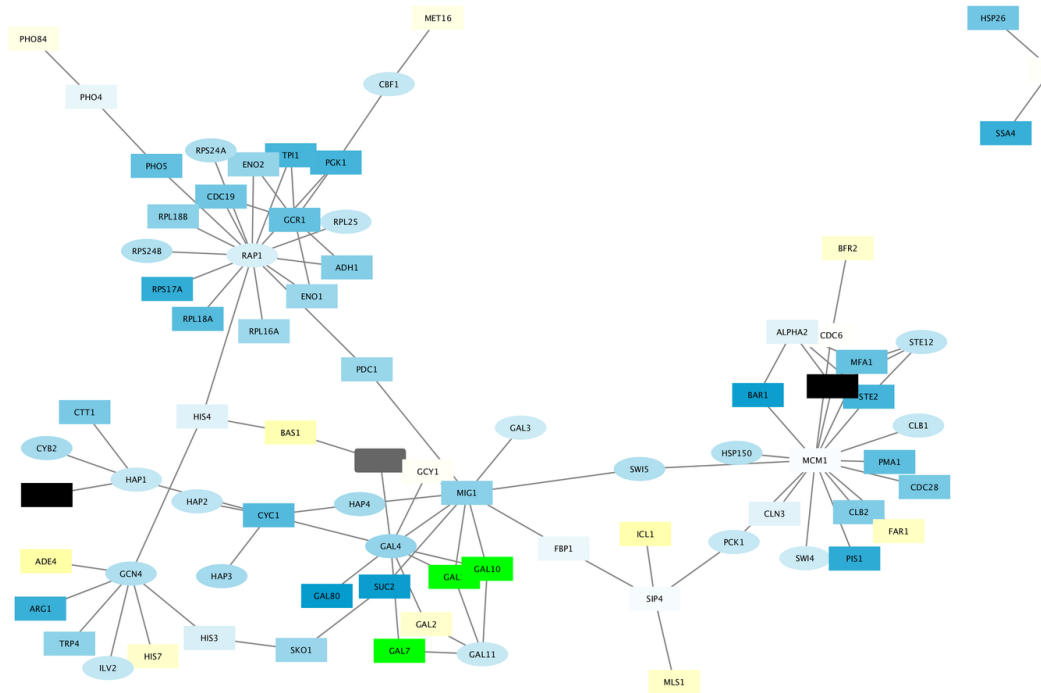 MET16
HSP26
PHO84
CBF1
PHO4
SSA4
RPS24A
ENO2
TPI1
PGK1
PHO5
CDC19
RPL18B
GCR1
RPL25
RPS24B
RAP1
BFR2
ADH1
RPS17A
ENO1
RPL18A
RPL16A
ALPHA2
CDC6
STE12
MFA1
PDC1
BAR1
STE2
CTT1
HIS4
BAS1
GAL3
CLB1
CYB2
HSP150
MCM1
PMA1
HAP1
GCY1
SWI5
CDC28
MIG1
HAP2
CYC1
HAP4
CLN3
CLB2
FAR1
ICL1
PCK1
GAL4
FBP1
SWI4
PIS1
ADE4
GCN4
HAP3
GAL
GAL10
GAL80
SUC2
SIP4
ARG1
GAL2
TRP4
HIS3
SKO1
GAL7
GAL11
ILV2
HIS7
MLS1